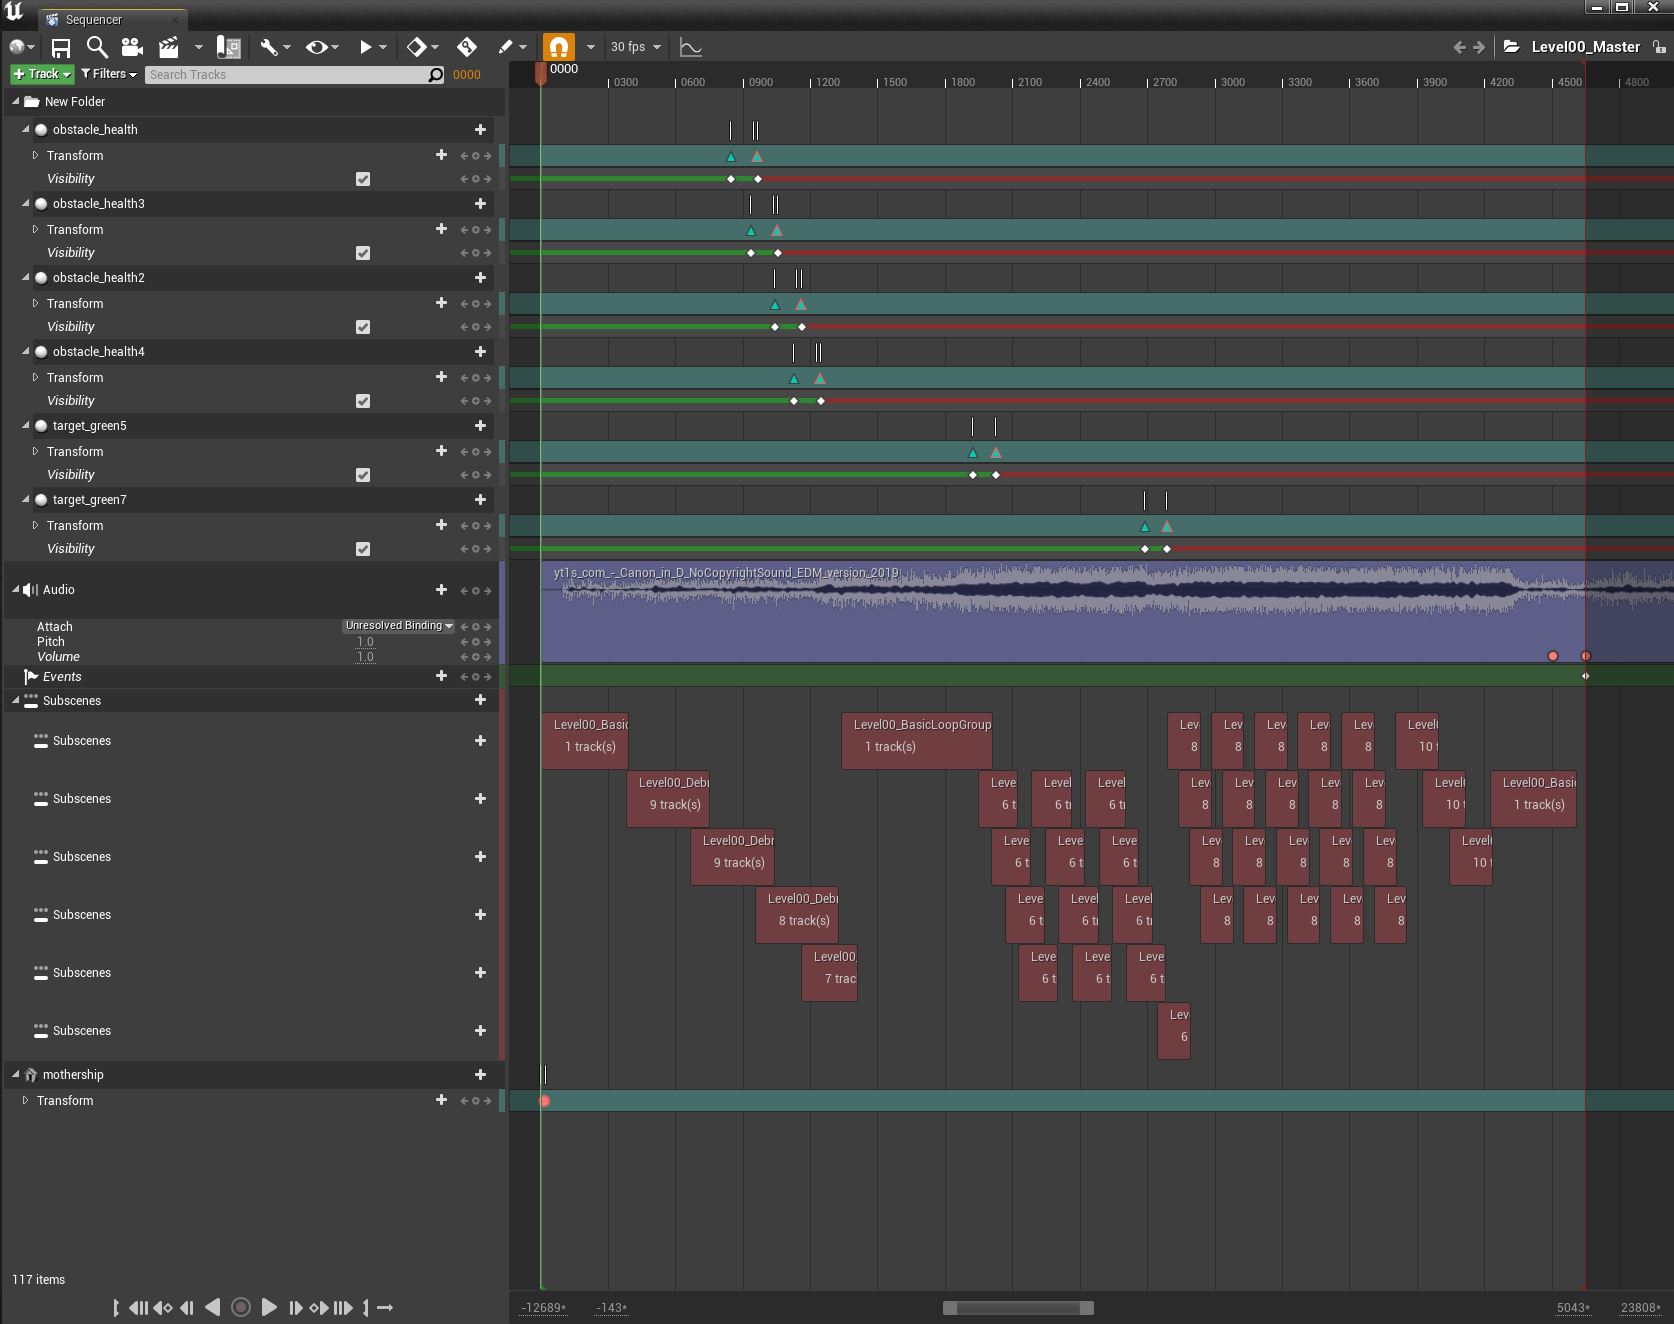 Sequencer
30 fps
Level00_Master
Track
Filters
Search Tracks
0000
0000
0300
0600
0900
1200
1500
1800
2100
2400
2700
3000
3300
3600
3900
4200
4500
4800
New Folder
obstacle_health
Transform
Visibility
obstacle_health3
Transform
Visibility
obstacle_health2
Transform
Visibility
obstacle_health4
Transform
Visibility
target_green5
Transform
Visibility
target_green7
Transform
Visibility
yt1s_com_-_Canon_in_D_NoCopyrightSound_EDM_version_2019
Audio
Attach
Unresolved Binding
Pitch
1.0
Volume
1.0
Events
Subscenes
Subscenes
Level00_Basic
1 track(s)
Level00_BasicLoopGroup
1 track(s)
Lev
8
Lev
8
Lev
8
Lev
8
Lev
8
Level
10 t
Subscenes
Level00_Debr
9 track(s)
Leve
6 t
Level
6 t
Level
6 t
Lev
8
Lev
8
Lev
8
Lev
8
Lev
8
Level
10 t
Level00_Basic
1 track(s)
Subscenes
Level00_Debr
9 track(s)
Leve
6 t
Leve
6 t
Leve
6 t
Lev
8
Lev
8
Lev
8
Lev
8
Lev
8
Level
10 t
Subscenes
Level00_Debr
8 track(s)
Leve
6 t
Level
6 t
Level
6 t
Lev
8
Lev
8
Lev
8
Lev
8
Lev
8
Subscenes
Level00_
7 trac
Leve
6 t
Leve
6 t
Leve
6 t
Subscenes
Lev
6
mothership
Transform
117 items
-12689*
-143*
5043*
23808*